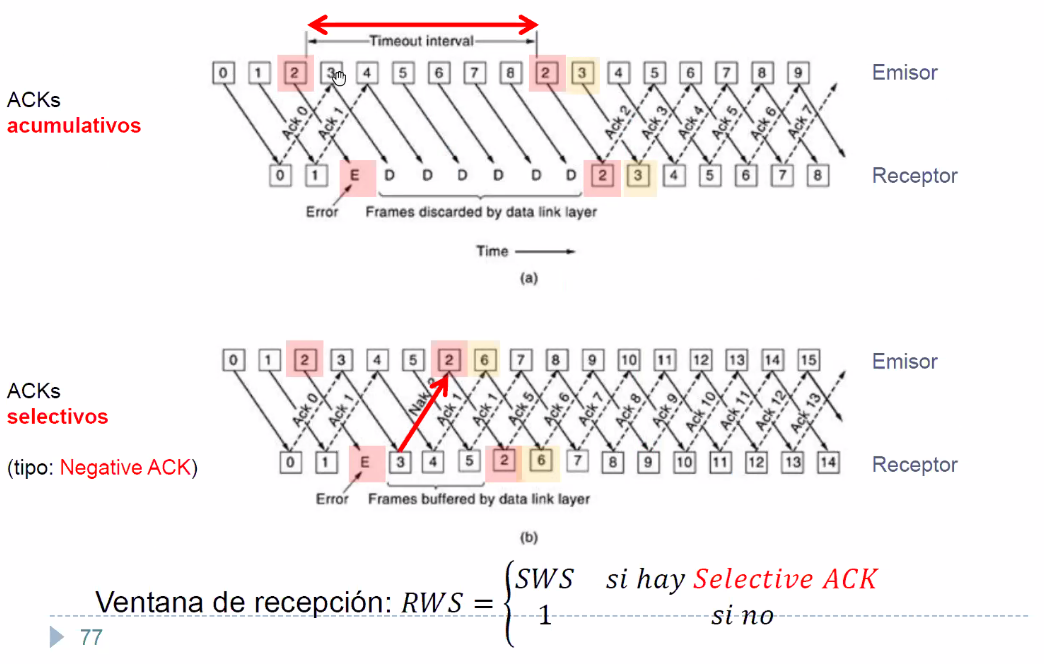 Timeout interval
0 1 2 3 4 5 6 7 8 2 3 4 5 6 7 8 9
Emisor
ACKs
acumulativos
Ack 0 Ack 1 Ack 2 Ack 3 Ack 4 Ack 5 Ack 6 Ack 7
0 1 E D D D D D D 2 3 4 5 6 7 8
Receptor
Error
Frames discarded by data link layer
Time
(a)
0 1 2 3 4 5 2 6 7 8 9 10 11 12 13 14 15
Emisor
ACKs
selectivos
Ack 0 Ack 1 Nak Ack 1 Ack 1 Ack 5 Ack 6 Ack 7 Ack 8 Ack 9 Ack 10 Ack 11 Ack 12 Ack 13
(tipo: Negative ACK)
0 1 E 3 4 5 2 6 7 8 9 10 11 12 13 14
Receptor
Error
Frames buffered by data link layer
(b)
Ventana de recepción: RWS = { SWS si hay Selective ACK
1 si no
77